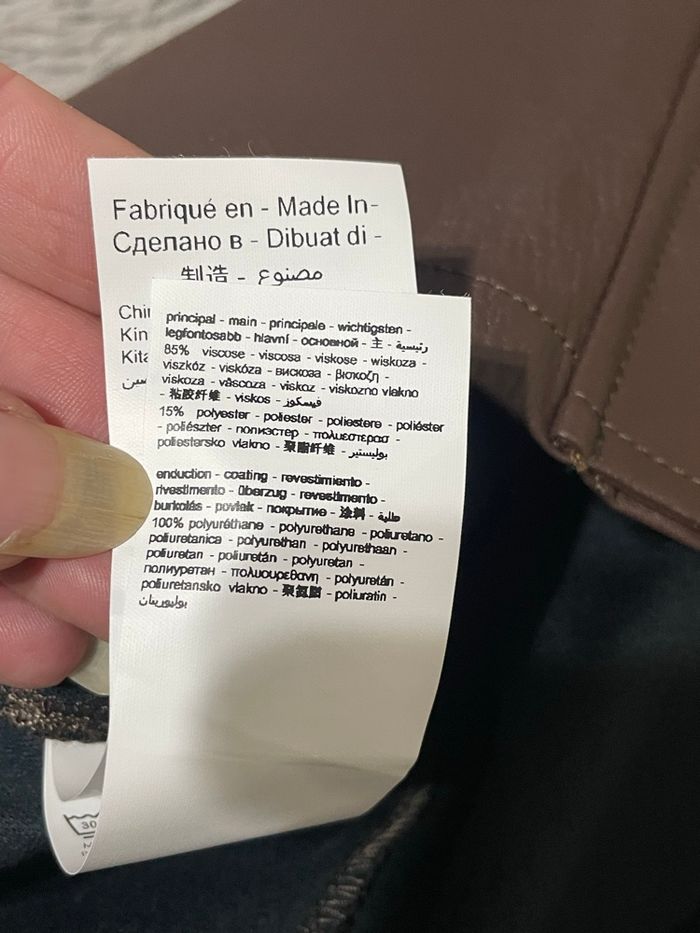 Fabriqué en - Made In-
Сделано в - Dibuat di -
制造 - مصنوع
Chi
Kin
Kita
principal - main - principale - wichtigsten -
legfontosabb - hlavní - основной - 主 - رئيسية
85% viscose - viscosa - viskose - wiskoza -
viszkóz - viskóza - вискоза - βισκοζη -
viskoza - vâscoza - viskoz - viskozno vlakno
- 粘胶纤维 - viskos - فيسكوز
15% polyester - poliester - poliestere - poliéster
- poliészter - полиэстер - πολυεστερασ -
poliestersko vlakno - 聚酯纤维 - بوليستير
enduction - coating - revestimiento -
rivestimento - Überzug - revestimento -
burkolás - povlak - покрытие - 涂料 - طلية
100% polyuréthane - polyurethane - poliuretano -
poliuretanica - polyurethan - polyurethaan -
poliuretan - poliuretán - polyuretan -
полиуретан - πολυουρεθανη - polyuretán -
poliuretansko vlakno - 聚氨酯 - poliuratin -
بوليوريتان
30